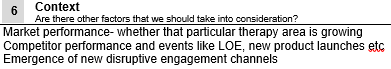 6 Context
Are there other factors that we should take into consideration?
Market performance- whether that particular therapy area is growing
Competitor performance and events like LOE, new product launches etc
Emergence of new disruptive engagement channels